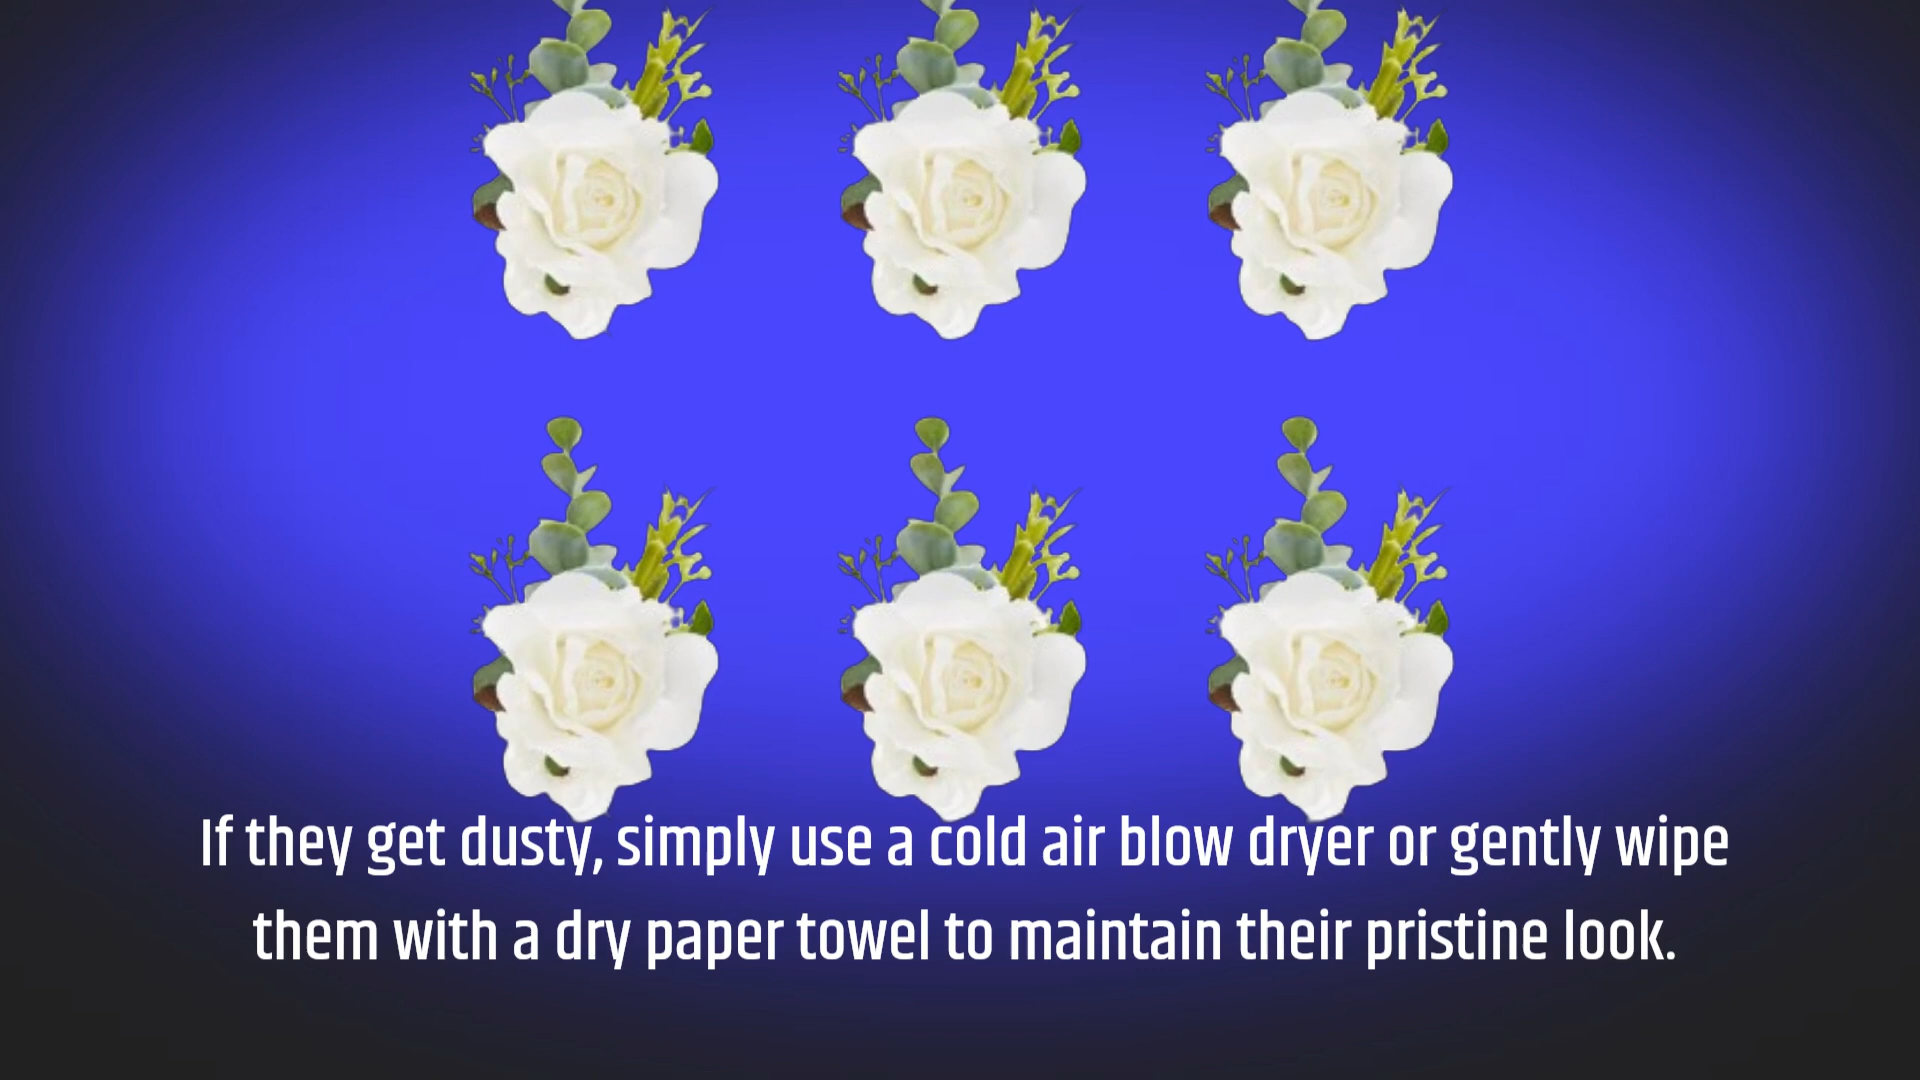 If they get dusty, simply use a cold air blow dryer or gently wipe
them with a dry paper towel to maintain their pristine look.